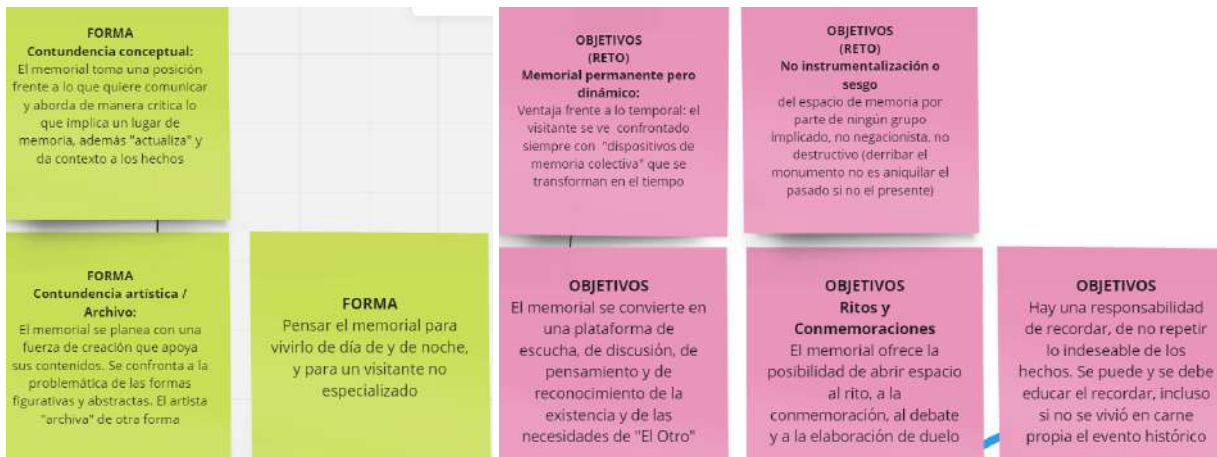 FORMA
Contundencia conceptual:
El memorial toma una posición
frente a lo que quiere comunicar
y aborda de manera crítica lo
que implica un lugar de
memoria, además "actualiza" y
da contexto a los hechos
FORMA
Contundencia artística /
Archivo:
El memorial se planea con una
fuerza de creación que apoya
sus contenidos. Se confronta a la
problemática de las formas
figurativas y abstractas. El artista
"archiva" de otra forma
FORMA
Pensar el memorial para
vivirlo de día de y de noche,
y para un visitante no
especializado
OBJETIVOS
(RETO)
Memorial permanente pero
dinámico:
Ventaja frente a lo temporal: el
visitante se ve confrontado
siempre con "dispositivos de
memoria colectiva" que se
transforman en el tiempo
OBJETIVOS
(RETO)
No instrumentalización o
sesgo
del espacio de memoria por
parte de ningún grupo
implicado, no negacionista, no
destructivo (derribar el
monumento no es aniquilar el
pasado si no el presente)
OBJETIVOS
El memorial se convierte en
una plataforma de
escucha, de discusión, de
pensamiento y de
reconocimiento de la
existencia y de las
necesidades de "El Otro"
OBJETIVOS
Ritos y
Conmemoraciones
El memorial ofrece la
posibilidad de abrir espacio
al rito, a la
conmemoración, al debate
y a la elaboración de duelo
OBJETIVOS
Hay una responsabilidad
de recordar, de no repetir
lo indeseable de los
hechos. Se puede y se debe
educar el recordar, incluso
si no se vivió en carne
propia el evento histórico